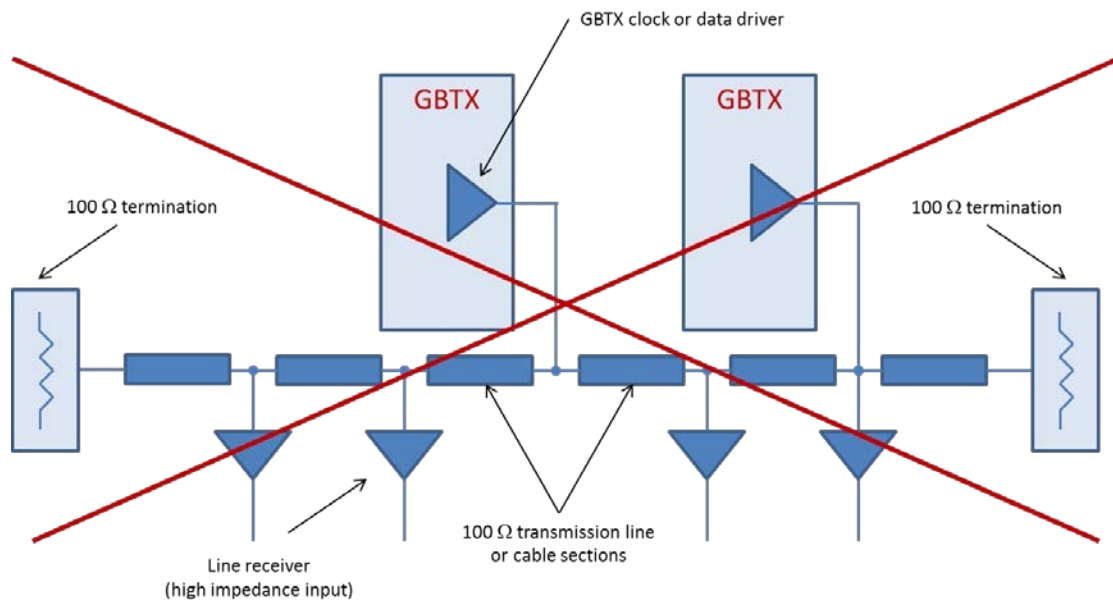 GBTX clock or data driver
GBTX
GBTX
100 Ω termination
100 Ω termination
100 Ω transmission line
or cable sections
Line receiver
(high impedance input)